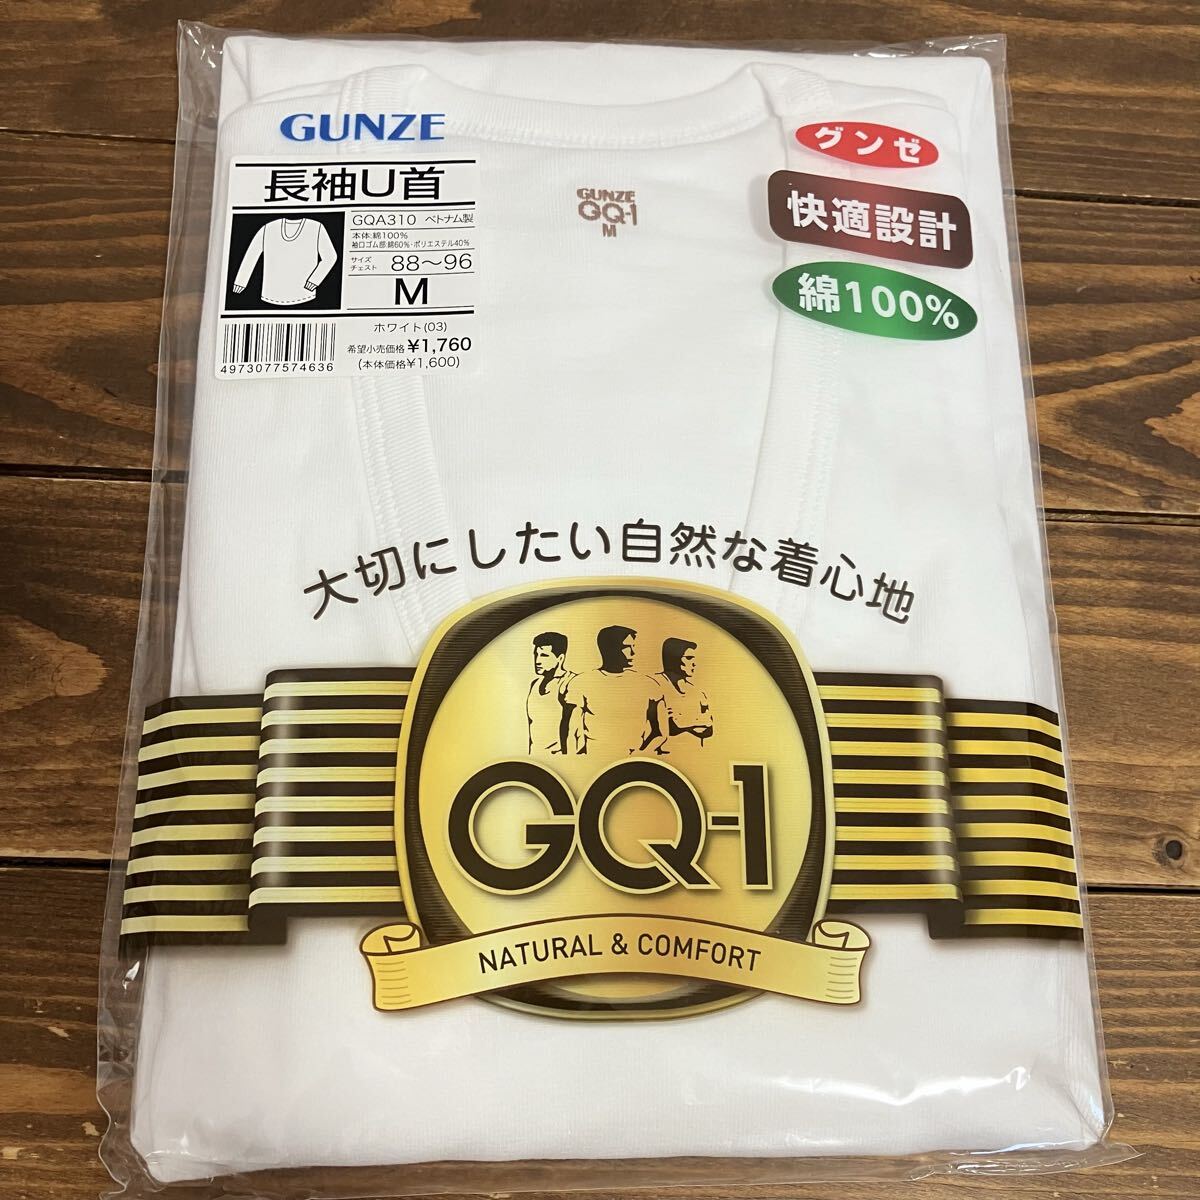 GUNZE
長袖U首
GQA310 ベトナム製
本体:綿100%
袖口ゴム部:綿60%・ポリエステル40%
サイズ
チェスト 88〜96
M
ホワイト(03)
希望小売価格 ¥1,760
(本体価格¥1,600)
4973077574636
GUNZE
GQ-1
M
グンゼ
快適設計
綿100%
大切にしたい自然な着心地
GQ-1
NATURAL & COMFORT